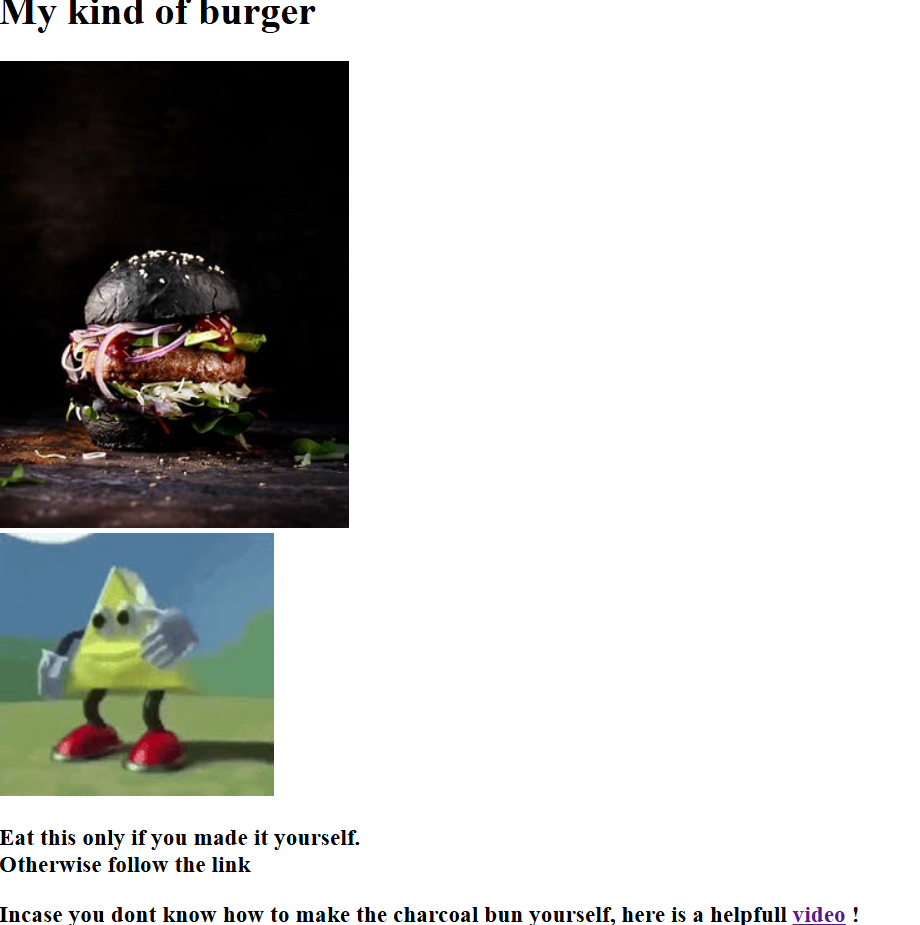 My kind of burger
Eat this only if you made it yourself.
Otherwise follow the link
Incase you dont know how to make the charcoal bun yourself, here is a helpfull video !